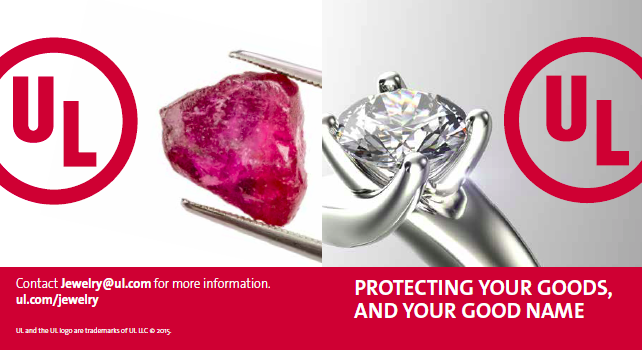 UL
Contact Jewelry@ul.com for more information.
ul.com/jewelry
UL and the UL logo are trademarks of UL LLC © 2015.
UL
PROTECTING YOUR GOODS,
AND YOUR GOOD NAME